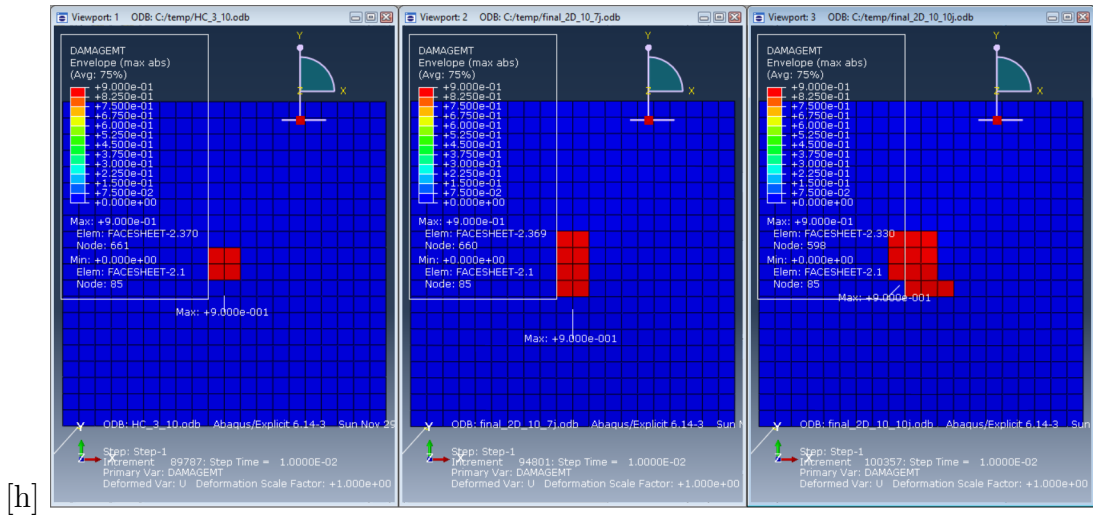 Viewport: 1 ODB: C:/temp/HC_3_10.odb
DAMAGEMT
Envelope (max abs)
(Avg: 75%)
+9.000e-01
+8.250e-01
+7.500e-01
+6.750e-01
+6.000e-01
+5.250e-01
+4.500e-01
+3.750e-01
+3.000e-01
+2.250e-01
+1.500e-01
+7.500e-02
+0.000e+00
Max: +9.000e-01
Elem: FACESHEET-2.370
Node: 661
Min: +0.000e+00
Elem: FACESHEET-2.1
Node: 85
Y
Z
X
Max: +9.000e-001
Y
X
ODB: HC_3_10.odb Abaqus/Explicit 6.14-3 Sun Nov 29
Step: Step-1
Increment 89787: Step Time = 1.0000E-02
Primary Var: DAMAGEMT
Deformed Var: U Deformation Scale Factor: +1.000e+00
Viewport: 2 ODB: C:/temp/final_2D_10_7j.odb
DAMAGEMT
Envelope (max abs)
(Avg: 75%)
+9.000e-01
+8.250e-01
+7.500e-01
+6.750e-01
+6.000e-01
+5.250e-01
+4.500e-01
+3.750e-01
+3.000e-01
+2.250e-01
+1.500e-01
+7.500e-02
+0.000e+00
Max: +9.000e-01
Elem: FACESHEET-2.369
Node: 660
Min: +0.000e+00
Elem: FACESHEET-2.1
Node: 85
Y
Z
X
Max: +9.000e-001
Y
X
ODB: final_2D_10_7j.odb Abaqus/Explicit 6.14-3 Sun N
Step: Step-1
Increment 94801: Step Time = 1.0000E-02
Primary Var: DAMAGEMT
Deformed Var: U Deformation Scale Factor: +1.000e+00
Viewport: 3 ODB: C:/temp/final_2D_10_10j.odb
DAMAGEMT
Envelope (max abs)
(Avg: 75%)
+9.000e-01
+8.250e-01
+7.500e-01
+6.750e-01
+6.000e-01
+5.250e-01
+4.500e-01
+3.750e-01
+3.000e-01
+2.250e-01
+1.500e-01
+7.500e-02
+0.000e+00
Max: +9.000e-01
Elem: FACESHEET-2.330
Node: 598
Min: +0.000e+00
Elem: FACESHEET-2.1
Node: 85
Y
Z
X
Max: +9.000e-001
Y
X
ODB: final_2D_10_10j.odb Abaqus/Explicit 6.14-3 Sun
Step: Step-1
Increment 100357: Step Time = 1.0000E-02
Primary Var: DAMAGEMT
Deformed Var: U Deformation Scale Factor: +1.000e+00
[h]